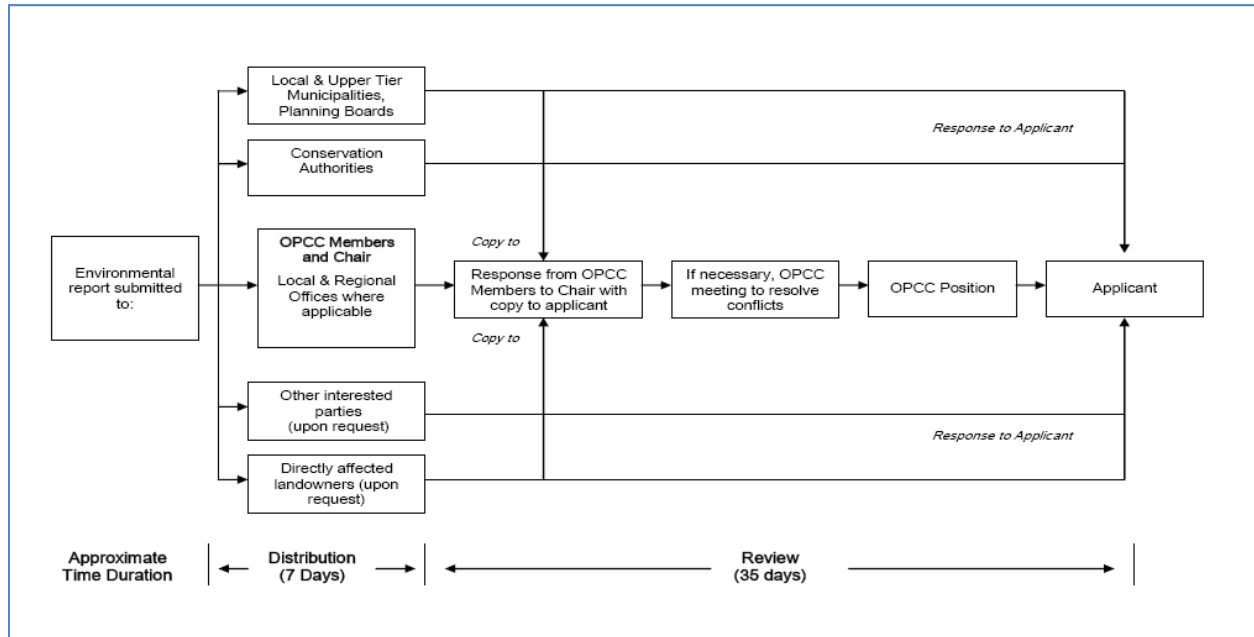 Local & Upper Tier
Municipalities,
Planning Boards
Response to Applicant
Conservation
Authorities
Environmental
report submitted
to:
OPCC Members
and Chair
Local & Regional
Offices where
applicable
Copy to
Response from OPCC
Members to Chair with
copy to applicant
Copy to
If necessary, OPCC
meeting to resolve
conflicts
OPCC Position
Applicant
Other interested
parties
(upon request)
Response to Applicant
Directly affected
landowners (upon
request)
Approximate
Time Duration
Distribution
(7 Days)
Review
(35 days)